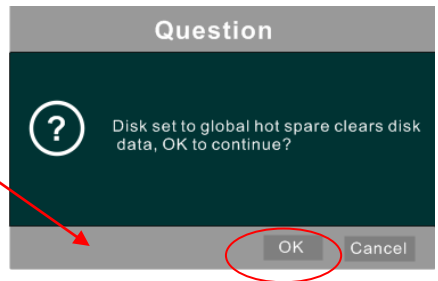 Question
Disk set to global hot spare clears disk
data, OK to continue?
OK Cancel